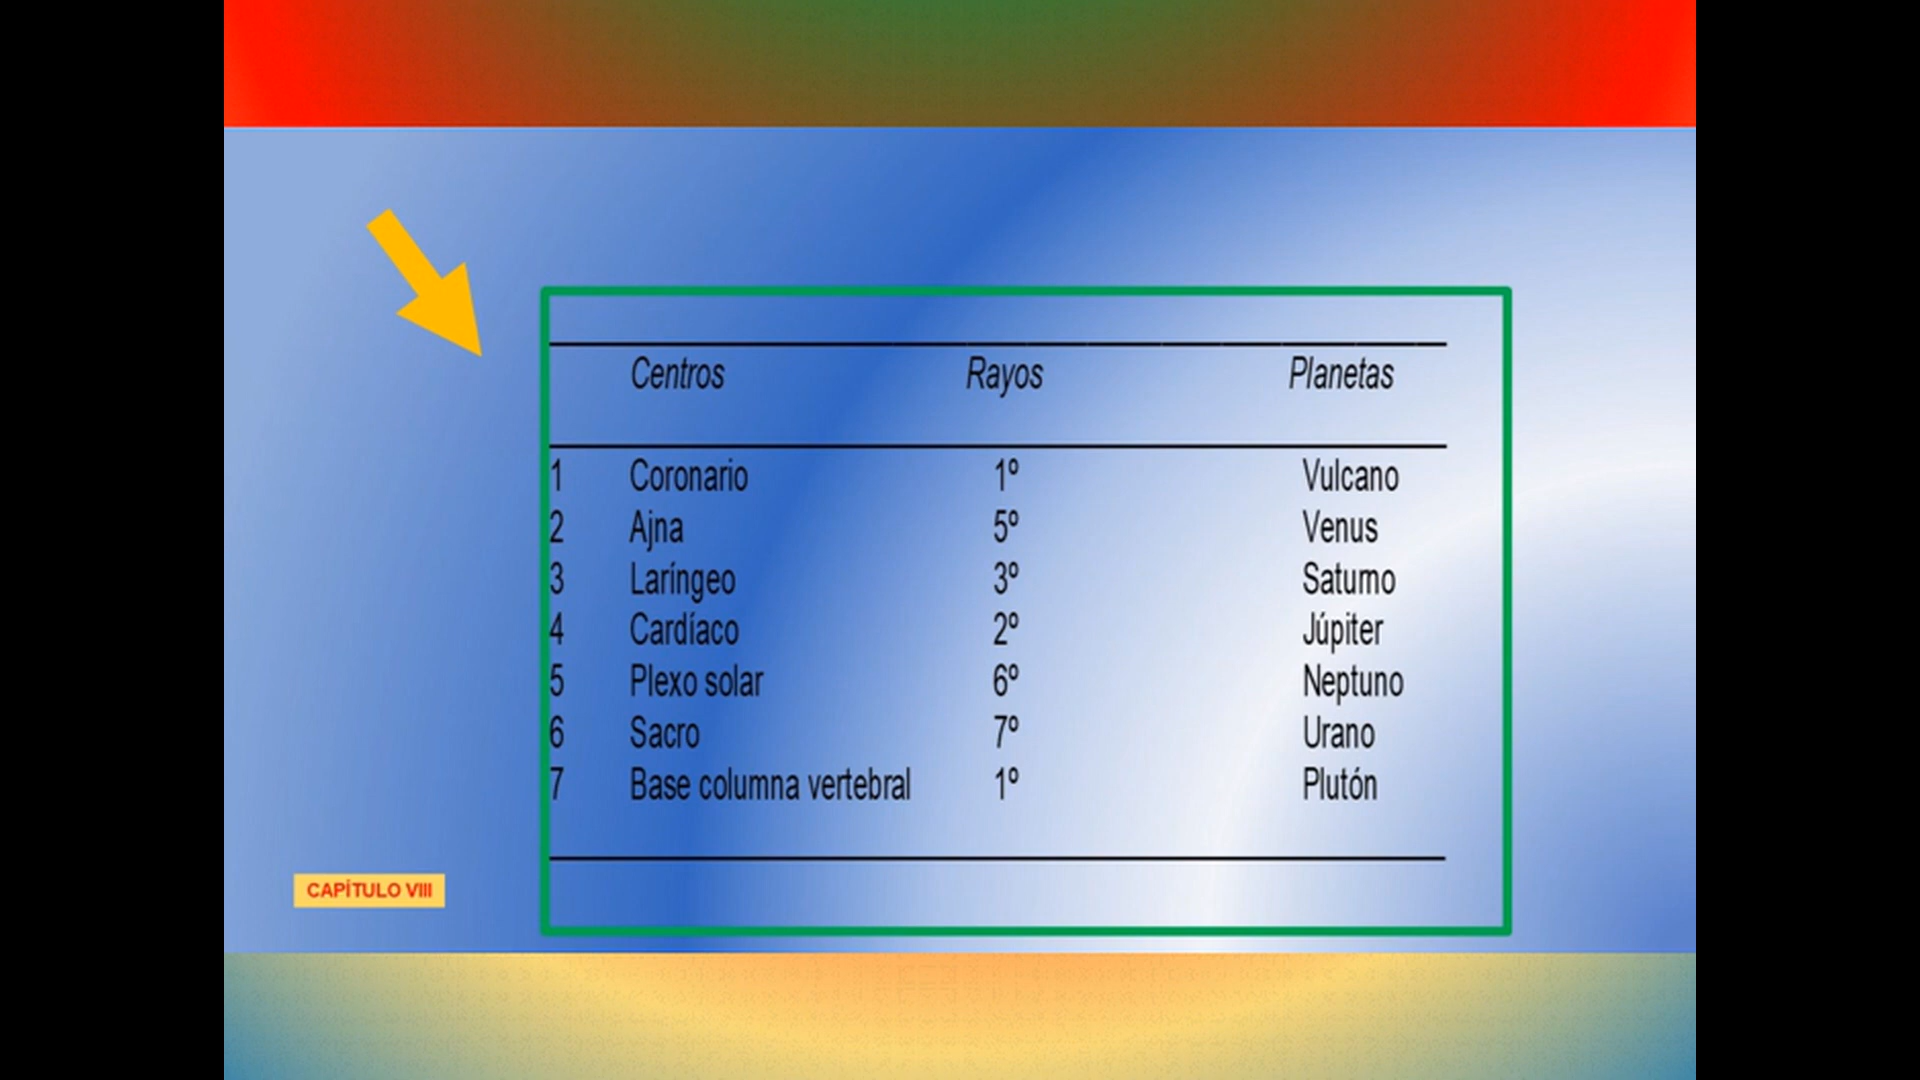 Centros Rayos Planetas
1 Coronario 1º Vulcano
2 Ajna 5º Venus
3 Laríngeo 3º Saturno
4 Cardíaco 2º Júpiter
5 Plexo solar 6º Neptuno
6 Sacro 7º Urano
7 Base columna vertebral 1º Plutón
CAPÍTULO VIII